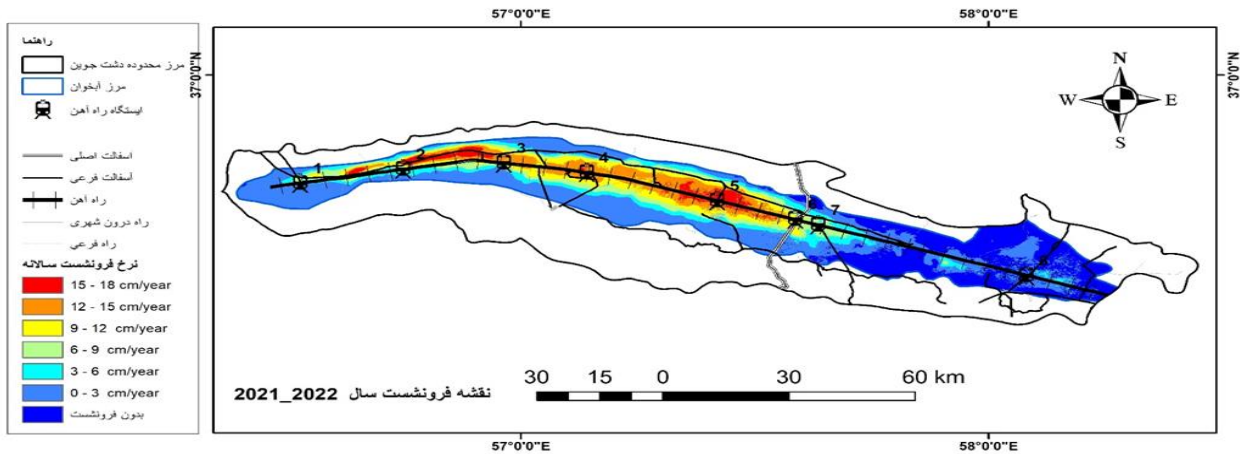 57°0'0"E
58°0'0"E
37°0'0"N
37°0'0"N
راهنما
مرز محدوده دشت جوین
مرز آبخوان
ایستگاه راه آهن
اسفالت اصلی
آسفالت فرعی
راه آهن
راه درون شهری
راه فرعی
نرخ فرونشست سالانه
15 - 18 cm/year
12 - 15 cm/year
9 - 12 cm/year
6 - 9 cm/year
3 - 6 cm/year
0 - 3 cm/year
بدون فرونشست
N
W
E
S
1
2
3
4
5
6
7
8
نقشه فرونشست سال 2021_2022
30 15 0 30 60 km
57°0'0"E
58°0'0"E